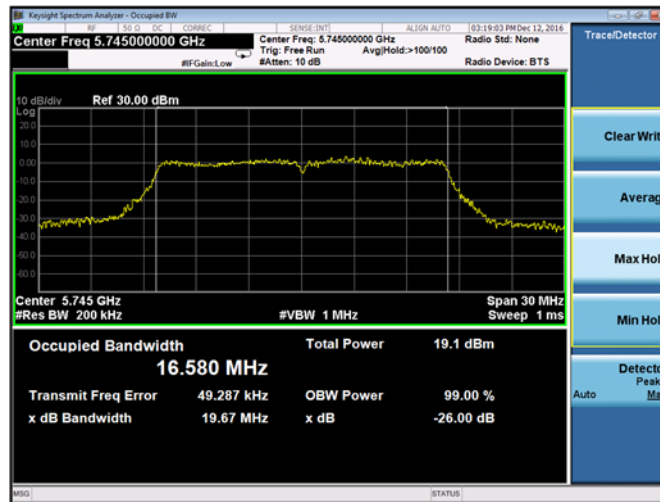 Keysight Spectrum Analyzer - Occupied BW
RF 50 Ω DC CORREC SENSE:INT ALIGN AUTO 03:19:03 PM Dec 12, 2016
Center Freq 5.745000000 GHz
Center Freq: 5.745000000 GHz
Radio Std: None
Trig: Free Run Avg|Hold:>100/100
#IFGain:Low #Atten: 10 dB Radio Device: BTS
Trace/Detector
10 dB/div Ref 30.00 dBm
Log
20.0
10.0
0.00
-10.0
-20.0
-30.0
-40.0
-50.0
-60.0
Center 5.745 GHz Span 30 MHz
#Res BW 200 kHz #VBW 1 MHz Sweep 1 ms
Occupied Bandwidth Total Power 19.1 dBm
16.580 MHz
Transmit Freq Error 49.287 kHz OBW Power 99.00 %
x dB Bandwidth 19.67 MHz x dB -26.00 dB
Clear Writ
Averag
Max Hol
Min Hol
Detecto
Peak
Auto Ma
MSG STATUS